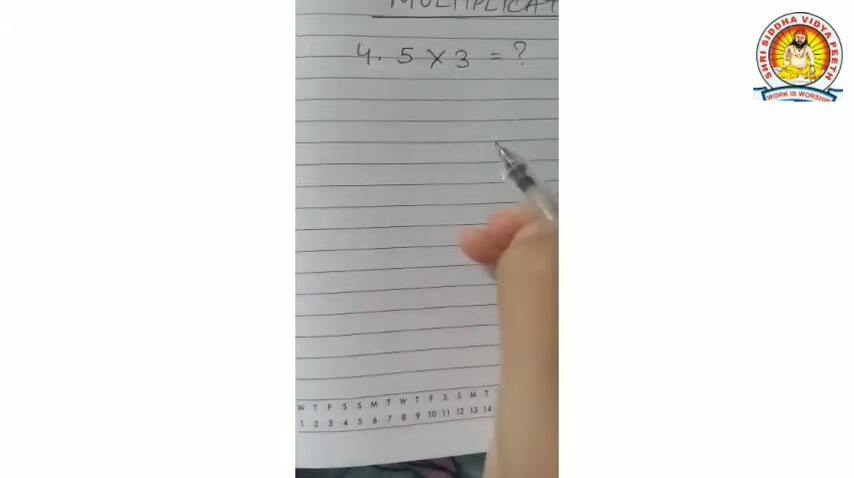 MULTIPLICAT
4. 5 × 3 = ?
SHRI SIDDHA VIDYA PEETH
WORK IS WORSHIP
W T F S S M T W T F S S M T
1 2 3 4 5 6 7 8 9 10 11 12 13 14